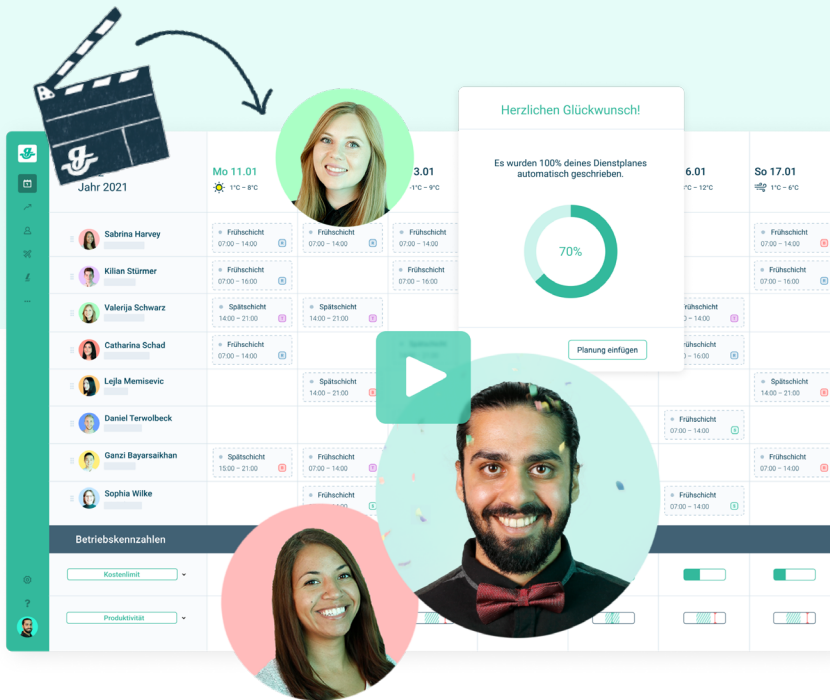 Herzlichen Glückwunsch!
Es wurden 100% deines Dienstplanes
automatisch geschrieben.
70%
Planung einfügen
Jahr 2021
Mo 11.01
1°C – 8°C
3.01
-1°C – 9°C
6.01
°C – 12°C
So 17.01
1°C – 6°C
Sabrina Harvey
Frühschicht
07:00 – 14:00
Frühschicht
07:00 – 14:00
Frühschicht
07:00 – 14:00
Frühschicht
07:00 – 14:00
Kilian Stürmer
Frühschicht
07:00 – 16:00
Frühschicht
07:00 – 16:00
Frühschicht
07:00 – 16:00
Valerija Schwarz
Spätschicht
14:00 – 21:00
Spätschicht
14:00 – 21:00
rühschicht
– 14:00
Catharina Schad
Frühschicht
07:00 – 14:00
ühschicht
– 16:00
Lejla Memisevic
Spätschicht
14:00 – 21:00
Spätschicht
14:00 – 21:00
Daniel Terwolbeck
Frühschicht
07:00 – 14:00
Ganzi Bayarsaikhan
Spätschicht
15:00 – 21:00
Frühschicht
07:00 – 14:00
Frühschicht
07:00 – 14:00
Sophia Wilke
Frühschicht
14:00
Frühschicht
07:00 – 14:00
Betriebskennzahlen
Kostenlimit
?
Produktivität